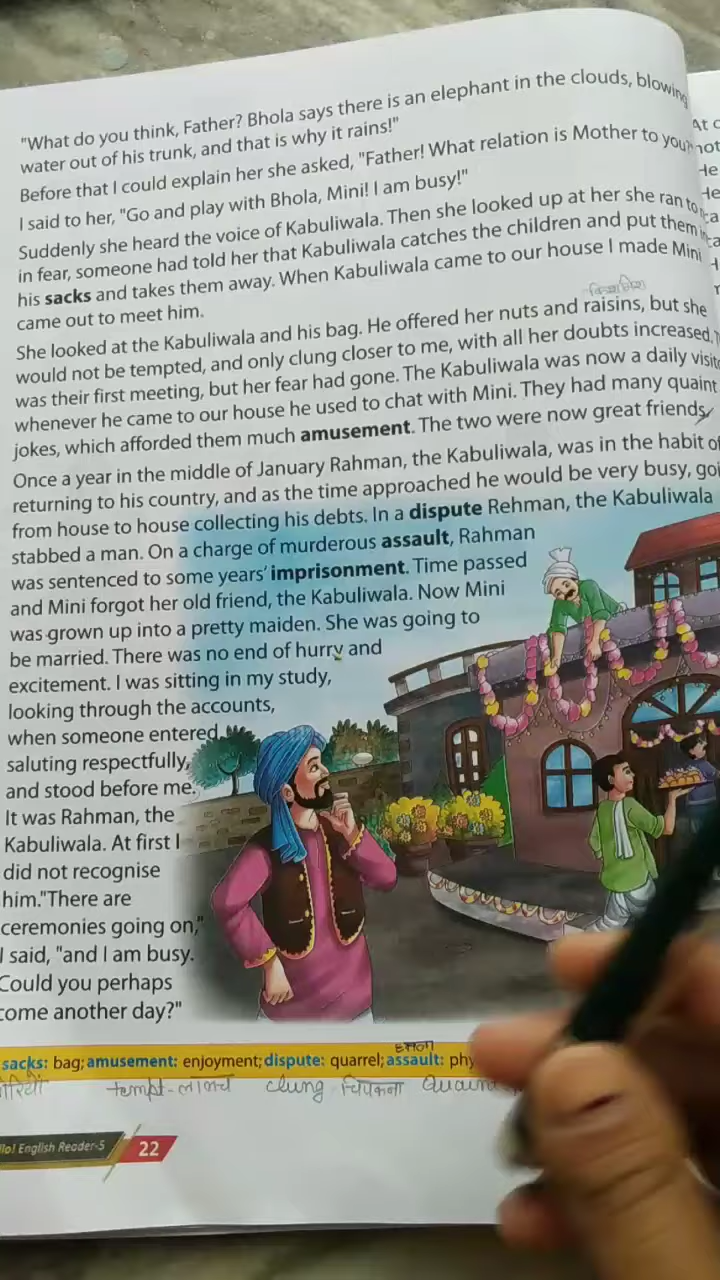 "What do you think, Father? Bhola says there is an elephant in the clouds, blowing
water out of his trunk, and that is why it rains!"
Before that I could explain her she asked, "Father! What relation is Mother to you?"
I said to her, "Go and play with Bhola, Mini! I am busy!"
Suddenly she heard the voice of Kabuliwala. Then she looked up at her she ran to
in fear, someone had told her that Kabuliwala catches the children and put them in
his sacks and takes them away. When Kabuliwala came to our house I made Mini
came out to meet him.
किशमिश
She looked at the Kabuliwala and his bag. He offered her nuts and raisins, but she
would not be tempted, and only clung closer to me, with all her doubts increased,
was their first meeting, but her fear had gone. The Kabuliwala was now a daily visit
whenever he came to our house he used to chat with Mini. They had many quaint
jokes, which afforded them much amusement. The two were now great friends
Once a year in the middle of January Rahman, the Kabuliwala, was in the habit of
returning to his country, and as the time approached he would be very busy, goi
from house to house collecting his debts. In a dispute Rehman, the Kabuliwala
stabbed a man. On a charge of murderous assault, Rahman
was sentenced to some years' imprisonment. Time passed
and Mini forgot her old friend, the Kabuliwala. Now Mini
was grown up into a pretty maiden. She was going to
be married. There was no end of hurry and
excitement. I was sitting in my study,
looking through the accounts,
when someone entered
saluting respectfully,
and stood before me.
It was Rahman, the
Kabuliwala. At first I
did not recognise
him."There are
ceremonies going on,"
I said, "and I am busy.
Could you perhaps
come another day?"
sacks: bag; amusement: enjoyment; dispute: quarrel; assault: phy
tempt-लालच clung चिपकना Quaint
lo! English Reader-5 22
At
not
He
He